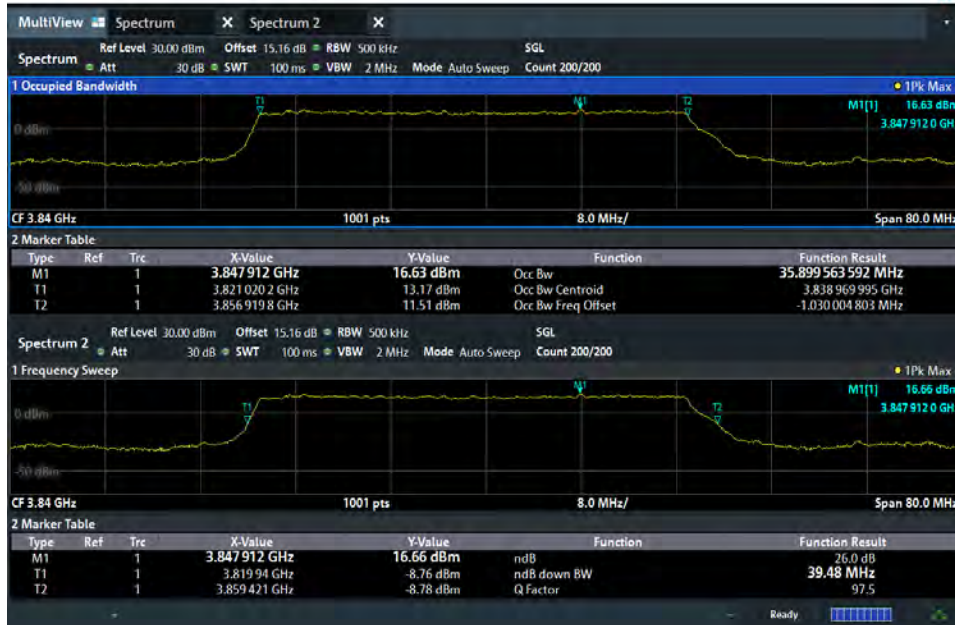 MultiView Spectrum X Spectrum 2 X
Ref Level 30.00 dBm Offset 15.16 dB RBW 500 kHz SGL
Spectrum
Att 30 dB SWT 100 ms VBW 2 MHz Mode Auto Sweep Count 200/200
1 Occupied Bandwidth 1Pk Max
T1 M1 T2 M1[1] 16.63 dBm
3.847 912 0 GH
0 dBm
-50 dBm
CF 3.84 GHz 1001 pts 8.0 MHz/ Span 80.0 MHz
2 Marker Table
Type Ref Trc X-Value Y-Value Function Function Result
M1 1 3.847 912 GHz 16.63 dBm Occ Bw 35.899 563 592 MHz
T1 1 3.821 020 2 GHz 13.17 dBm Occ Bw Centroid 3.838 969 995 GHz
T2 1 3.856 919 8 GHz 11.51 dBm Occ Bw Freq Offset -1.030 004 803 MHz
Ref Level 30.00 dBm Offset 15.16 dB RBW 500 kHz SGL
Spectrum 2
Att 30 dB SWT 100 ms VBW 2 MHz Mode Auto Sweep Count 200/200
1 Frequency Sweep 1Pk Max
M1 M1[1] 16.66 dBm
T1 T2 3.847 912 0 GH
0 dBm
-50 dBm
CF 3.84 GHz 1001 pts 8.0 MHz/ Span 80.0 MHz
2 Marker Table
Type Ref Trc X-Value Y-Value Function Function Result
M1 1 3.847 912 GHz 16.66 dBm ndB 26.0 dB
T1 1 3.819 94 GHz -8.76 dBm ndB down BW 39.48 MHz
T2 1 3.859 421 GHz -8.78 dBm Q Factor 97.5
Ready